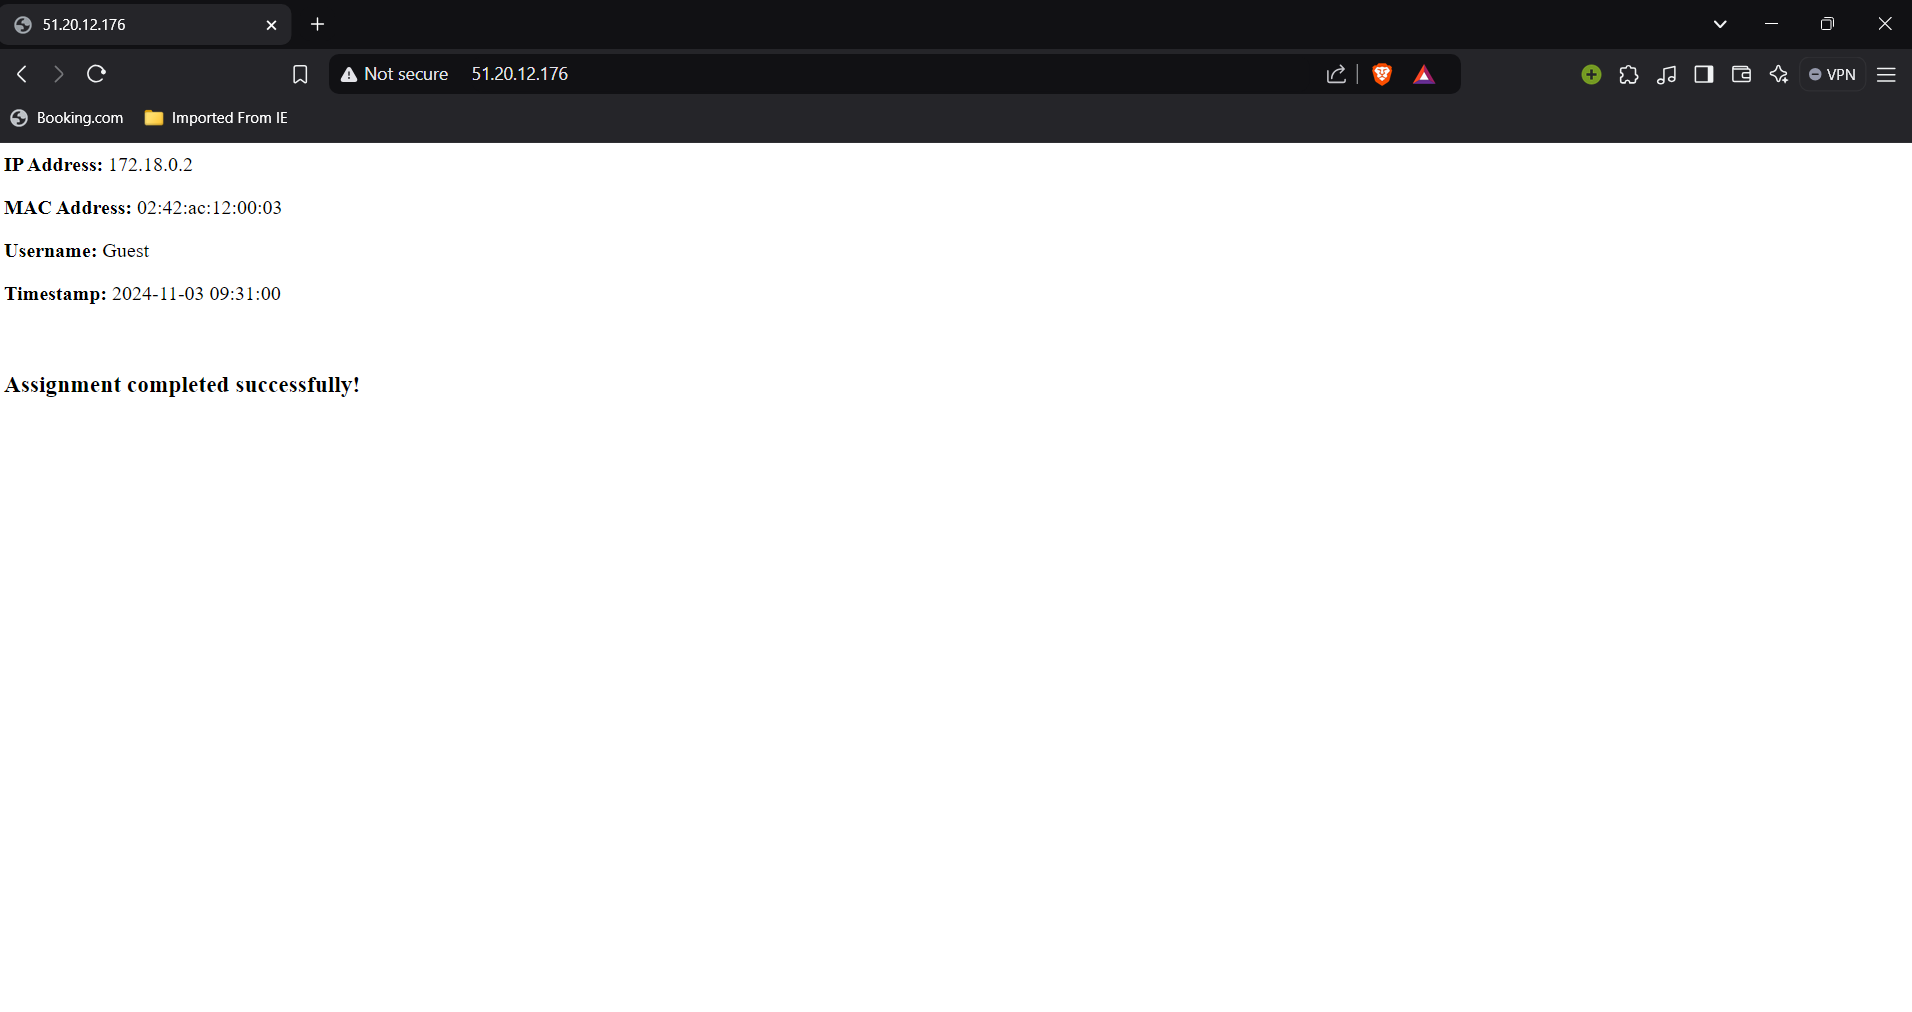 51.20.12.176
Not secure 51.20.12.176
VPN
Booking.com Imported From IE
IP Address: 172.18.0.2
MAC Address: 02:42:ac:12:00:03
Username: Guest
Timestamp: 2024-11-03 09:31:00
Assignment completed successfully!